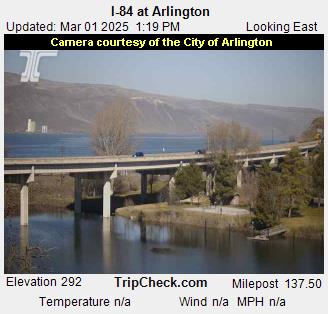 I-84 at Arlington
Updated: Mar 01 2025 1:19 PM Looking East
Camera courtesy of the City of Arlington
Elevation 292 TripCheck.com Milepost 137.50
Temperature n/a Wind n/a MPH n/a